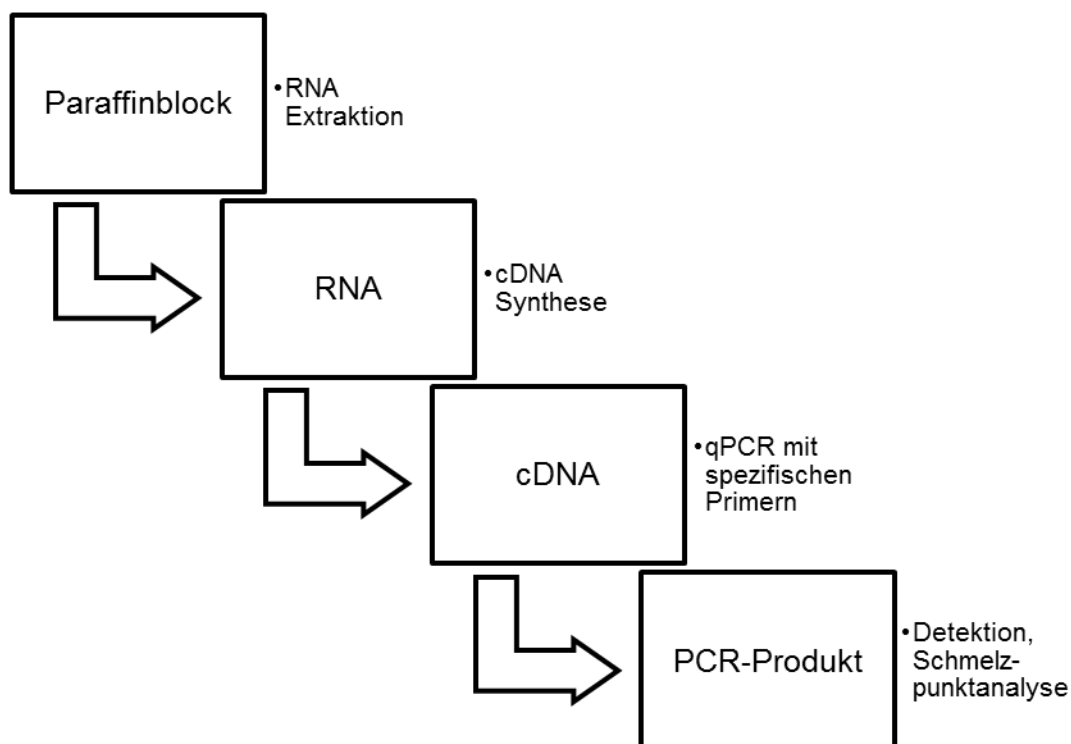 Paraffinblock
•RNA
Extraktion
RNA
•cDNA
Synthese
cDNA
•qPCR mit
spezifischen
Primern
PCR-Produkt
•Detektion,
Schmelz-
punktanalyse